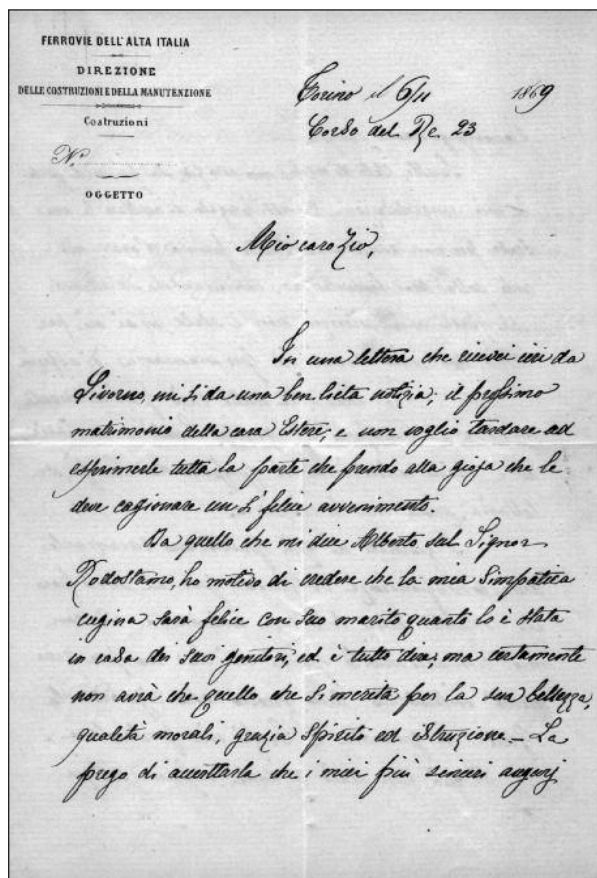 FERROVIE DELL'ALTA ITALIA
DIREZIONE
DELLE COSTRUZIONI E DELLA MANUTENZIONE
Costruzioni
N.
OGGETTO
Torino il 6/11 1869
Corso del Re 23
Mio caro Zio,
In una lettera che ricevei ieri da
Livorno, mi si da una ben lieta notizia; il prossimo
matrimonio della cara Ester, e non voglio tardare ad
esprimerle tutta la parte che prendo alla gioja che le
deve cagionare un sì felice avvenimento.
Da quello che mi dice Alberto sul Signor
Rodostamo, ho motivo di credere che la mia simpatica
cugina sarà felice con suo marito quanto lo è stata
in casa dei suoi genitori, ed è tutto dire, ma certamente
non avrà che quello che si merita per la sua bellezza,
qualità morali, grazia spirito ed istruzione. – La
prego di accettarla che i miei più sinceri augurj